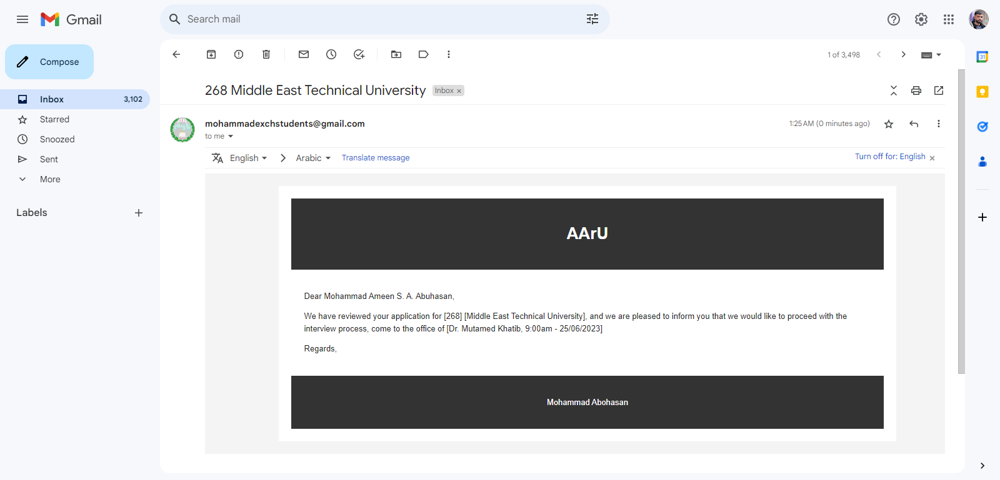 Gmail
Search mail
Compose
1 of 3,498
Inbox 3,102
Starred
Snoozed
Sent
More
Labels
268 Middle East Technical University Inbox ×
mohammadexchstudents@gmail.com
1:25 AM (0 minutes ago)
to me
English > Arabic Translate message
Turn off for: English ×
31
AArU
Dear Mohammad Ameen S. A. Abuhasan,
We have reviewed your application for [268] [Middle East Technical University], and we are pleased to inform you that we would like to proceed with the
interview process, come to the office of [Dr. Mutamed Khatib, 9:00am - 25/06/2023]
Regards,
Mohammad Abohasan